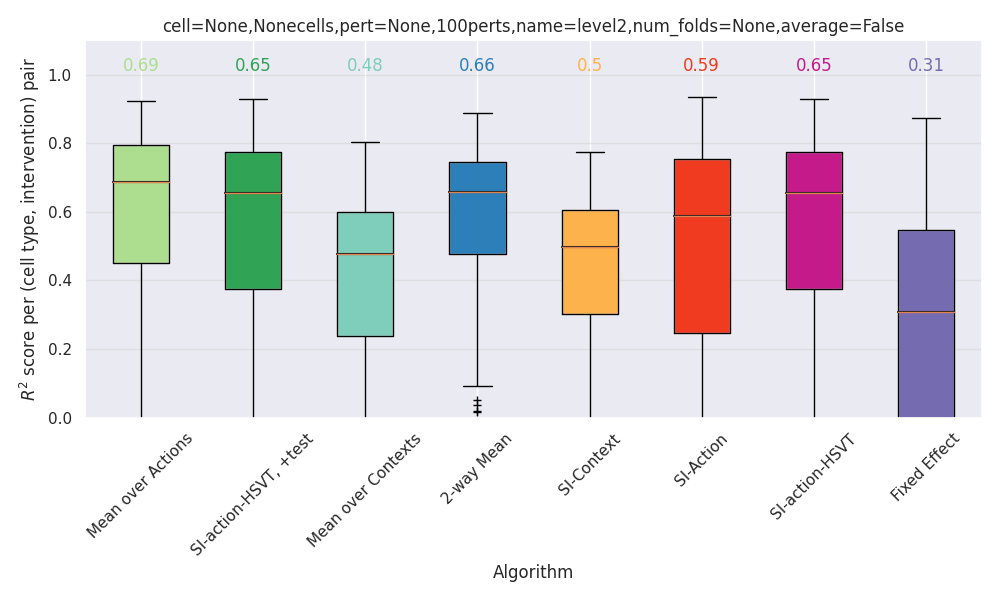 cell=None,Nonecells,pert=None,100perts,name=level2,num_folds=None,average=False
0.69 0.65 0.48 0.66 0.5 0.59 0.65 0.31
R² score per (cell type, intervention) pair
1.0
0.8
0.6
0.4
0.2
0.0
Mean over Actions
SI-action-HSVT, +test
Mean over Contexts
2-way Mean
SI-Context
SI-Action
SI-action-HSVT
Fixed Effect
Algorithm